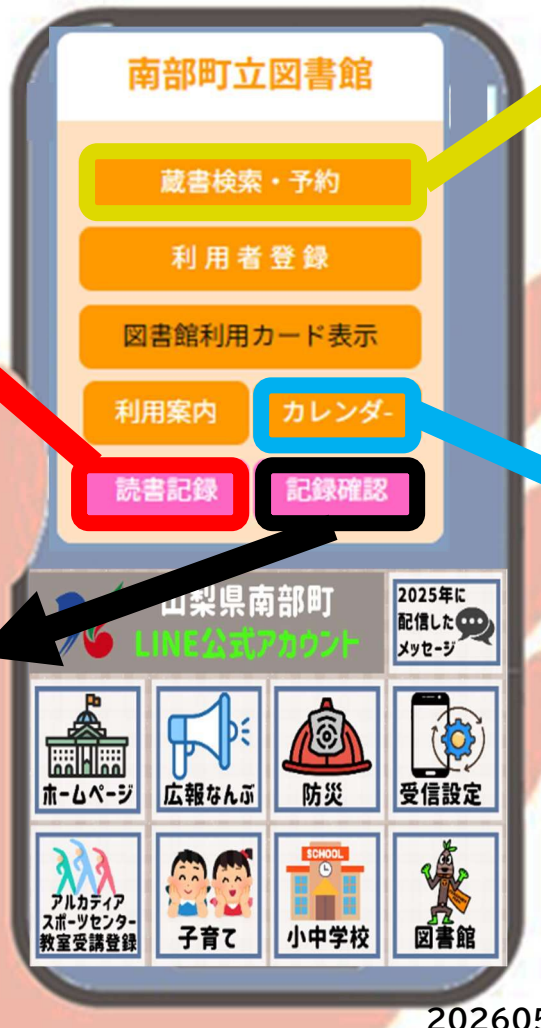 南部町立図書館
蔵書検索・予約
利用者登録
図書館利用カード表示
利用案内
カレンダー
読書記録
記録確認
山梨県南部町
LINE公式アカウント
2025年に
配信した
メッセージ
ホームページ
広報なんぶ
防災
受信設定
アルカディア
スポーツセンター
教室受講登録
子育て
SCHOOL
小中学校
図書館
202605